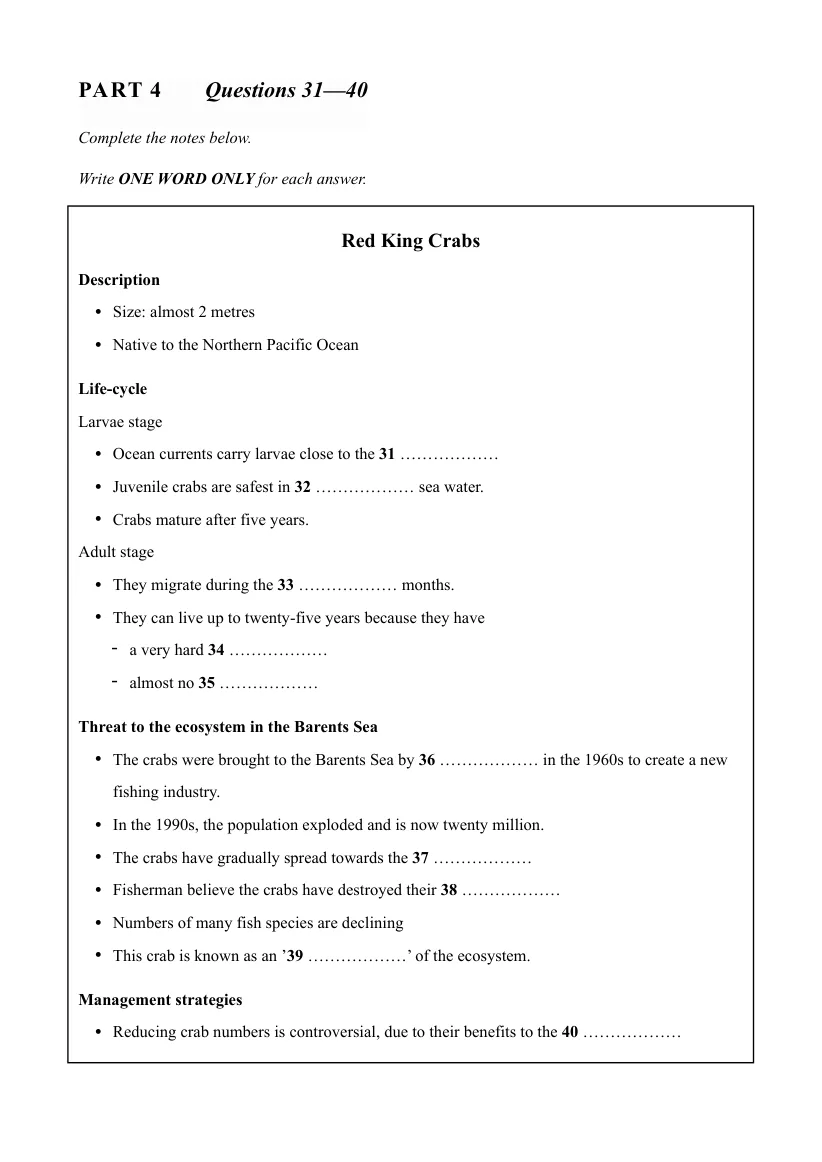 PART 4 Questions 31—40
Complete the notes below.
Write ONE WORD ONLY for each answer.
Red King Crabs
Description
• Size: almost 2 metres
• Native to the Northern Pacific Ocean
Life-cycle
Larvae stage
• Ocean currents carry larvae close to the 31 ………………
• Juvenile crabs are safest in 32 ……………… sea water.
• Crabs mature after five years.
Adult stage
• They migrate during the 33 ……………… months.
• They can live up to twenty-five years because they have
- a very hard 34 ………………
- almost no 35 ………………
Threat to the ecosystem in the Barents Sea
• The crabs were brought to the Barents Sea by 36 ……………… in the 1960s to create a new
fishing industry.
• In the 1990s, the population exploded and is now twenty million.
• The crabs have gradually spread towards the 37 ………………
• Fisherman believe the crabs have destroyed their 38 ………………
• Numbers of many fish species are declining
• This crab is known as an ’39 ………………’ of the ecosystem.
Management strategies
• Reducing crab numbers is controversial, due to their benefits to the 40 ………………